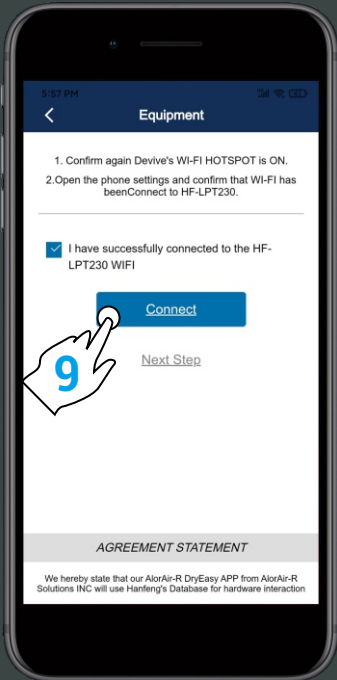 5:57 PM
Equipment
1. Confirm again Devive's WI-FI HOTSPOT is ON.
2.Open the phone settings and confirm that WI-FI has
beenConnect to HF-LPT230.
I have successfully connected to the HF-
LPT230 WIFI
Connect
9
Next Step
AGREEMENT STATEMENT
We hereby state that our AlorAir-R DryEasy APP from AlorAir-R
Solutions INC will use Hanfeng's Database for hardware interaction